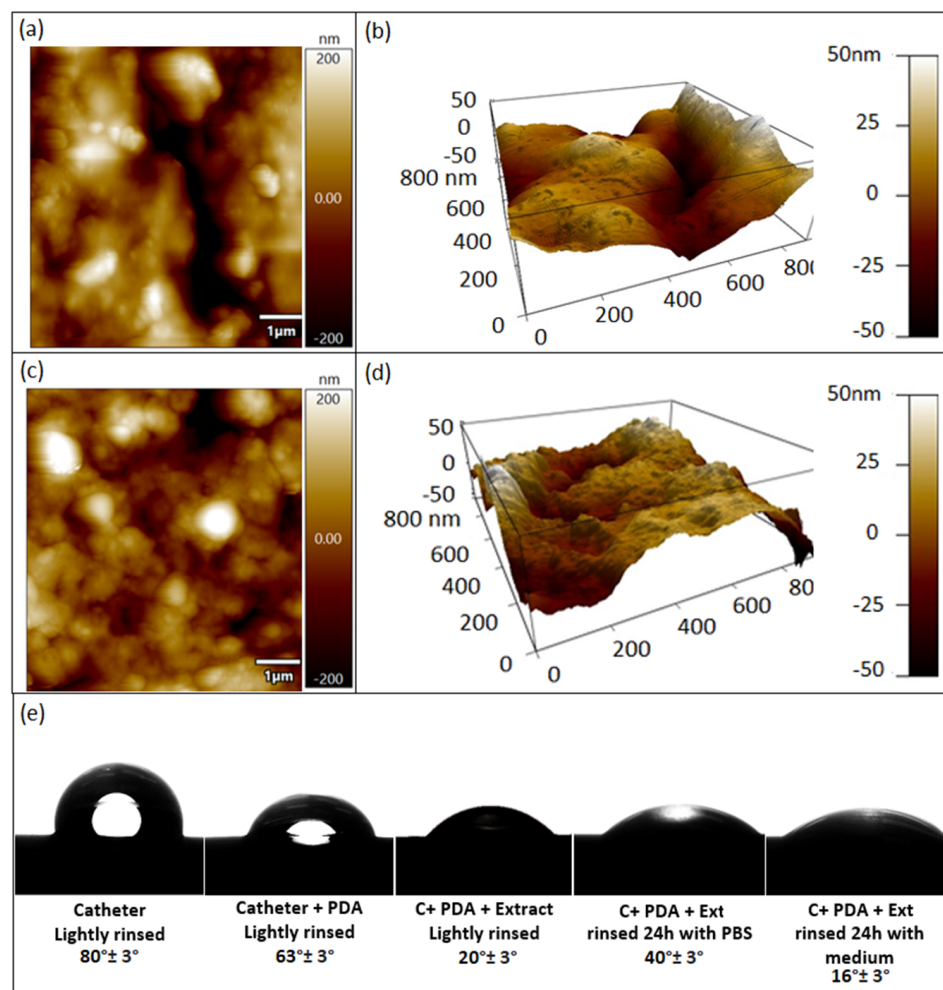 (a)
nm
200
0.00
-200
1µm
(b)
50
0
-50
800 nm
600
400
200
0
0
200
400
600
80
50nm
25
0
-25
-50
(c)
nm
200
0.00
-200
1µm
(d)
50
0
-50
800 nm
600
400
200
0
0
200
400
600
80
50nm
25
0
-25
-50
(e)
Catheter
Lightly rinsed
80°± 3°
Catheter + PDA
Lightly rinsed
63°± 3°
C+ PDA + Extract
Lightly rinsed
20°± 3°
C+ PDA + Ext
rinsed 24h with PBS
40°± 3°
C+ PDA + Ext
rinsed 24h with
medium
16°± 3°